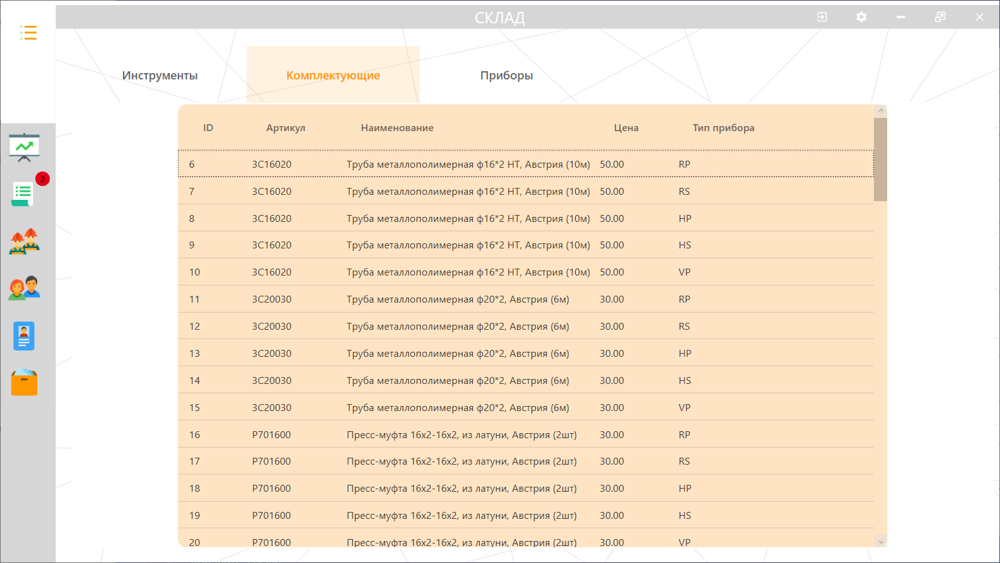 СКЛАД
Инструменты Комплектующие Приборы
ID Артикул Наименование Цена Тип прибора
2
6 3C16020 Труба металлополимерная ф16*2 НТ, Австрия (10м) 50.00 RP
7 3C16020 Труба металлополимерная ф16*2 НТ, Австрия (10м) 50.00 RS
8 3C16020 Труба металлополимерная ф16*2 НТ, Австрия (10м) 50.00 HP
9 3C16020 Труба металлополимерная ф16*2 НТ, Австрия (10м) 50.00 HS
10 3C16020 Труба металлополимерная ф16*2 НТ, Австрия (10м) 50.00 VP
11 3C20030 Труба металлополимерная ф20*2, Австрия (6м) 30.00 RP
12 3C20030 Труба металлополимерная ф20*2, Австрия (6м) 30.00 RS
13 3C20030 Труба металлополимерная ф20*2, Австрия (6м) 30.00 HP
14 3C20030 Труба металлополимерная ф20*2, Австрия (6м) 30.00 HS
15 3C20030 Труба металлополимерная ф20*2, Австрия (6м) 30.00 VP
16 P701600 Пресс-муфта 16х2-16х2, из латуни, Австрия (2шт) 30.00 RP
17 P701600 Пресс-муфта 16х2-16х2, из латуни, Австрия (2шт) 30.00 RS
18 P701600 Пресс-муфта 16х2-16х2, из латуни, Австрия (2шт) 30.00 HP
19 P701600 Пресс-муфта 16х2-16х2, из латуни, Австрия (2шт) 30.00 HS
20 P701600 Пресс-муфта 16х2-16х2, из латуни, Австрия (2шт) 30.00 VP